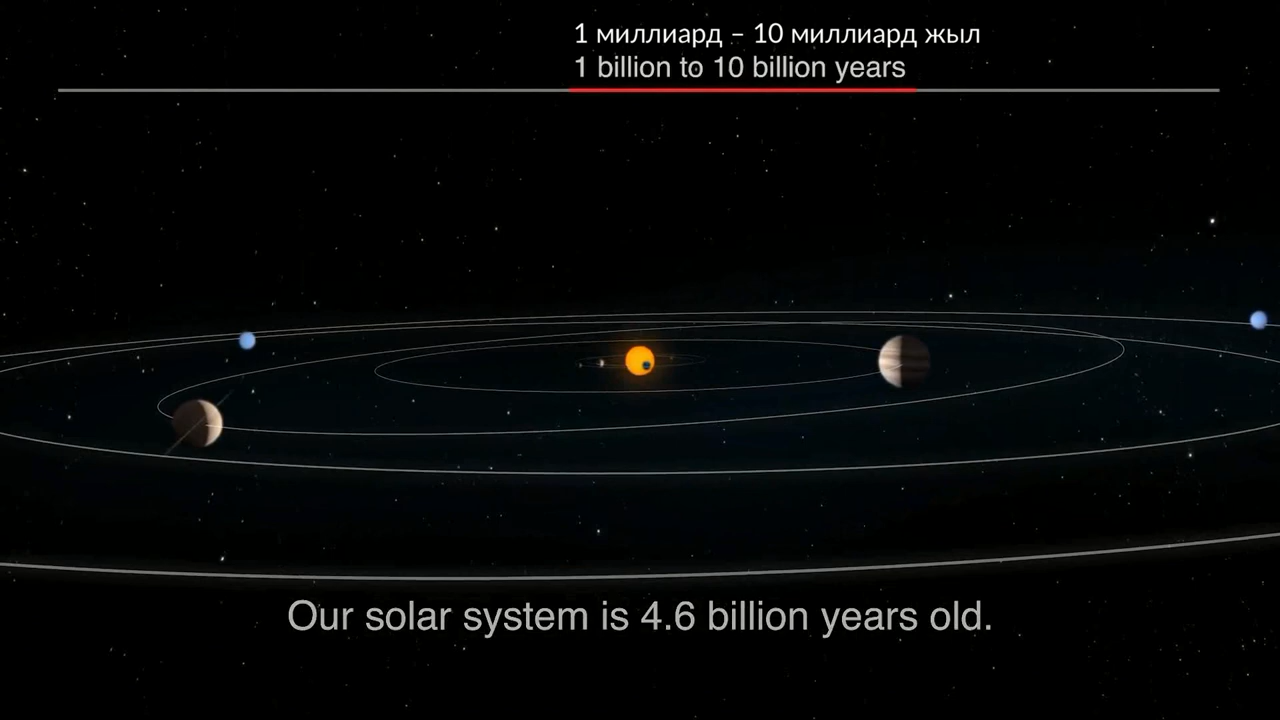 1 миллиард – 10 миллиард жыл
1 billion to 10 billion years
Our solar system is 4.6 billion years old.